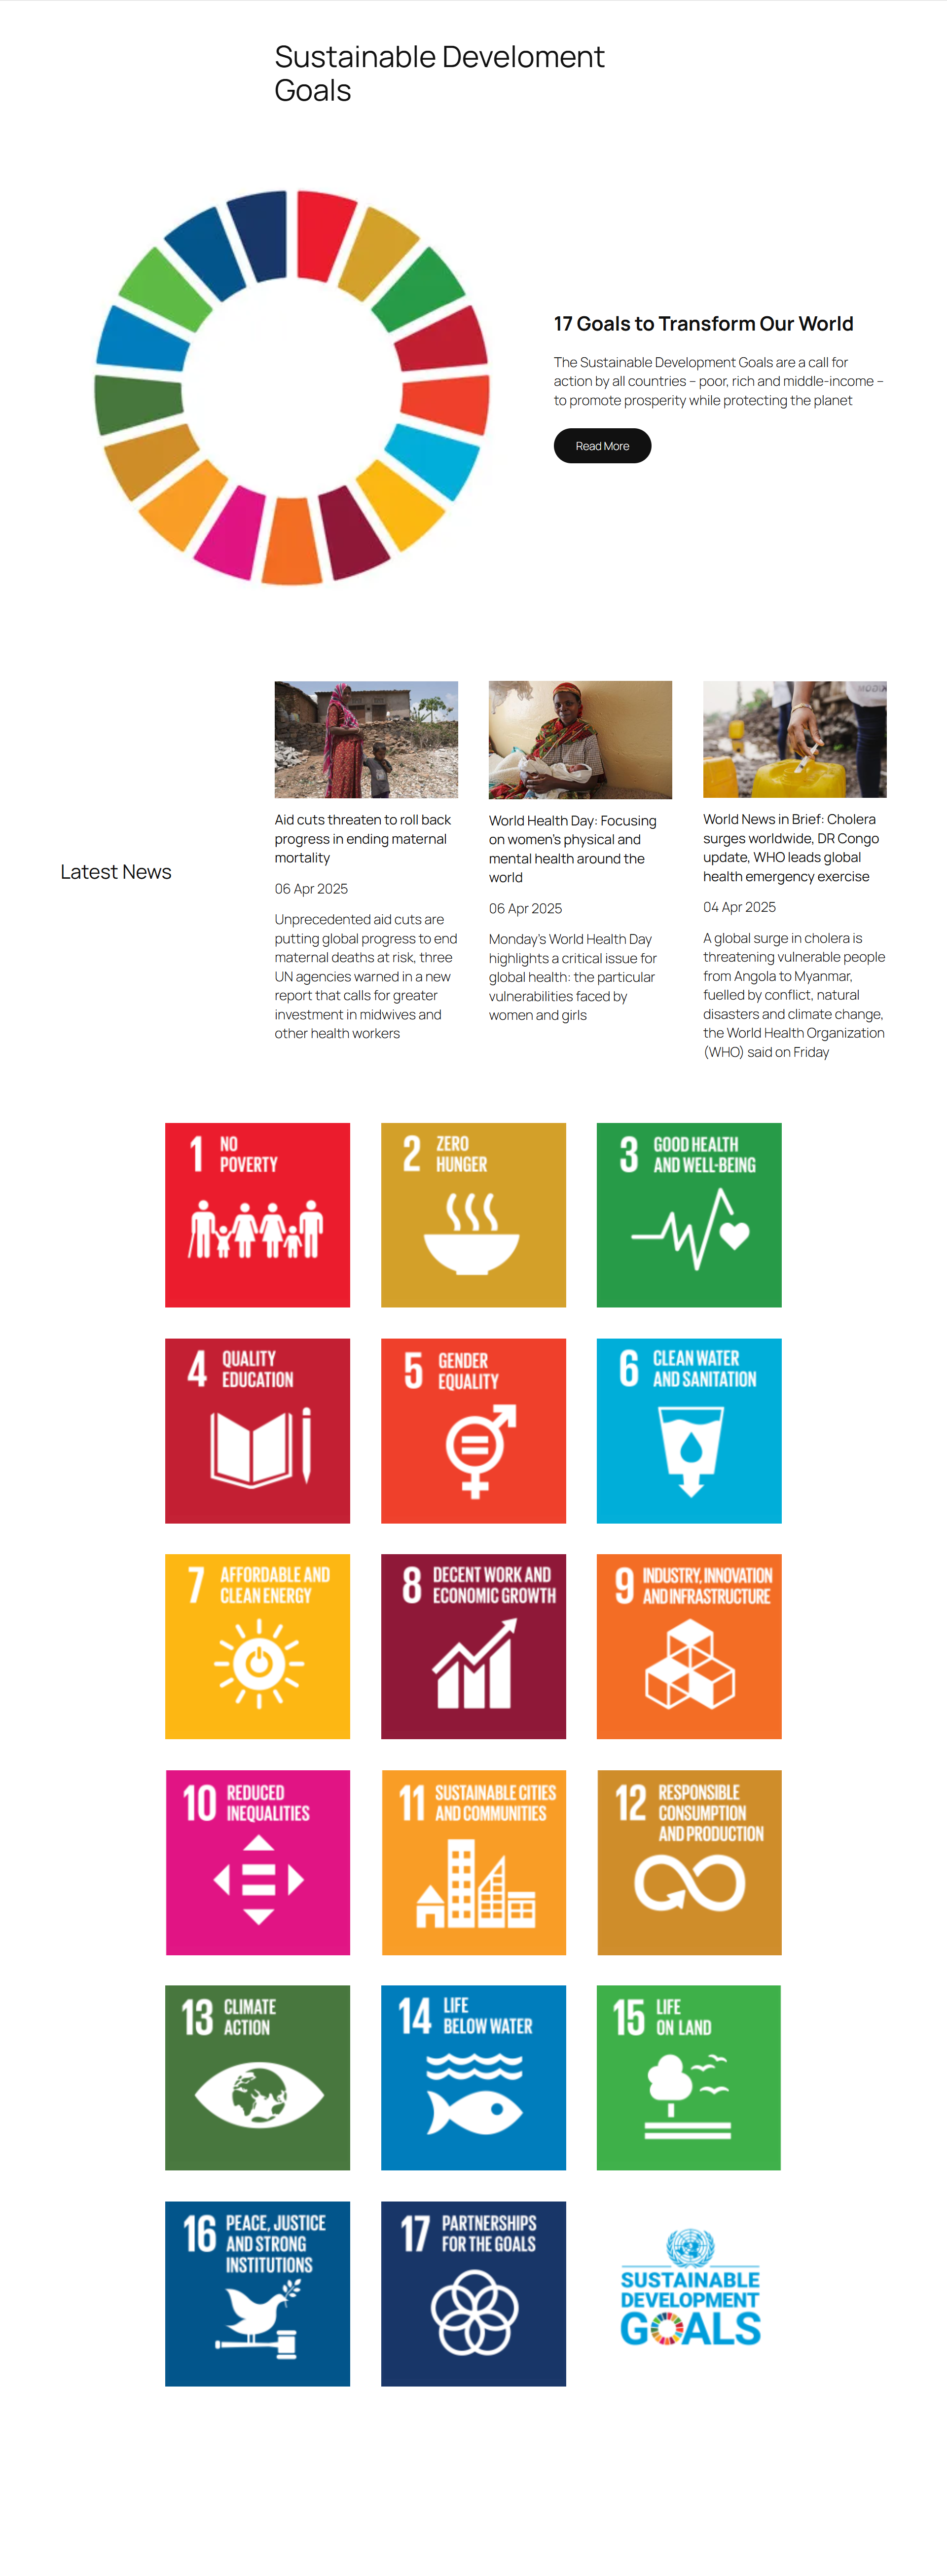 Sustainable Develoment
Goals
17 Goals to Transform Our World
The Sustainable Development Goals are a call for
action by all countries – poor, rich and middle-income –
to promote prosperity while protecting the planet
Read More
Latest News
Aid cuts threaten to roll back
progress in ending maternal
mortality
06 Apr 2025
Unprecedented aid cuts are
putting global progress to end
maternal deaths at risk, three
UN agencies warned in a new
report that calls for greater
investment in midwives and
other health workers
World Health Day: Focusing
on women's physical and
mental health around the
world
06 Apr 2025
Monday's World Health Day
highlights a critical issue for
global health: the particular
vulnerabilities faced by
women and girls
World News in Brief: Cholera
surges worldwide, DR Congo
update, WHO leads global
health emergency exercise
04 Apr 2025
A global surge in cholera is
threatening vulnerable people
from Angola to Myanmar,
fuelled by conflict, natural
disasters and climate change,
the World Health Organization
(WHO) said on Friday
1 NO
POVERTY
2 ZERO
HUNGER
3 GOOD HEALTH
AND WELL-BEING
4 QUALITY
EDUCATION
5 GENDER
EQUALITY
6 CLEAN WATER
AND SANITATION
7 AFFORDABLE AND
CLEAN ENERGY
8 DECENT WORK AND
ECONOMIC GROWTH
9 INDUSTRY, INNOVATION
AND INFRASTRUCTURE
10 REDUCED
INEQUALITIES
11 SUSTAINABLE CITIES
AND COMMUNITIES
12 RESPONSIBLE
CONSUMPTION
AND PRODUCTION
13 CLIMATE
ACTION
14 LIFE
BELOW WATER
15 LIFE
ON LAND
16 PEACE, JUSTICE
AND STRONG
INSTITUTIONS
17 PARTNERSHIPS
FOR THE GOALS
SUSTAINABLE
DEVELOPMENT
GOALS